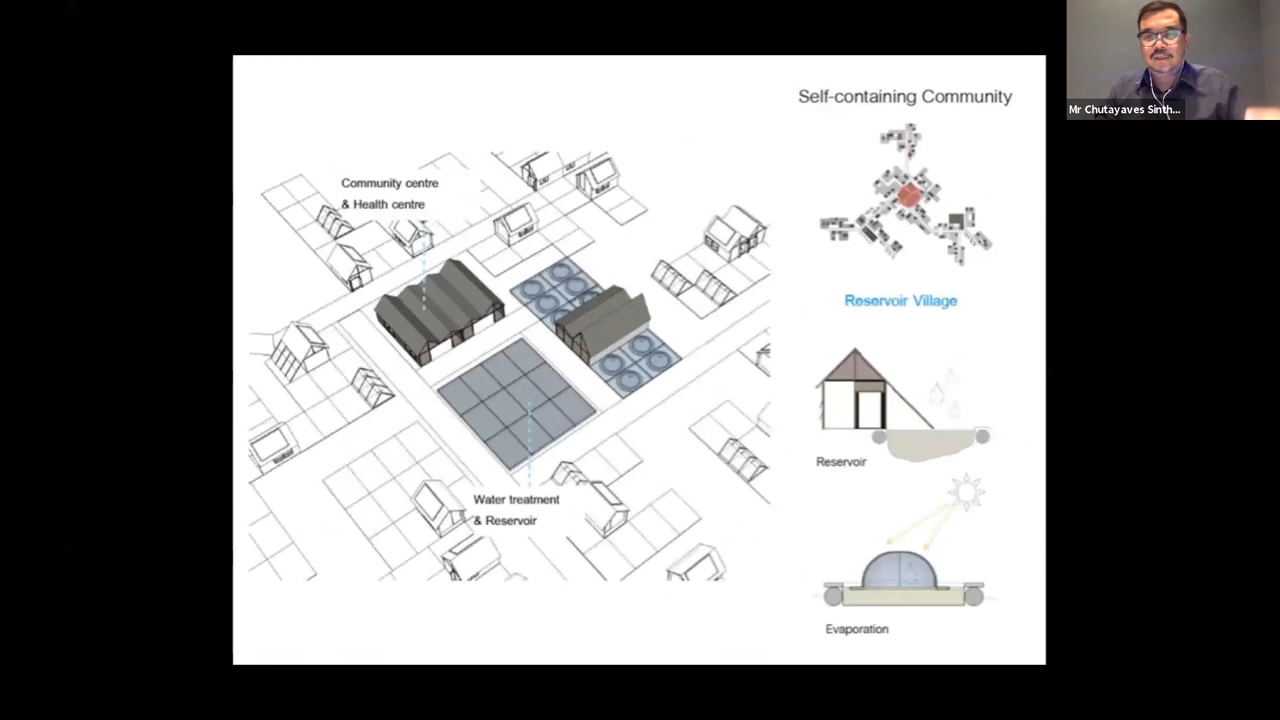 Self-containing Community
Community centre
& Health centre
Water treatment
& Reservoir
Reservoir Village
Reservoir
Evaporation
Mr Chutayaves Sinth...